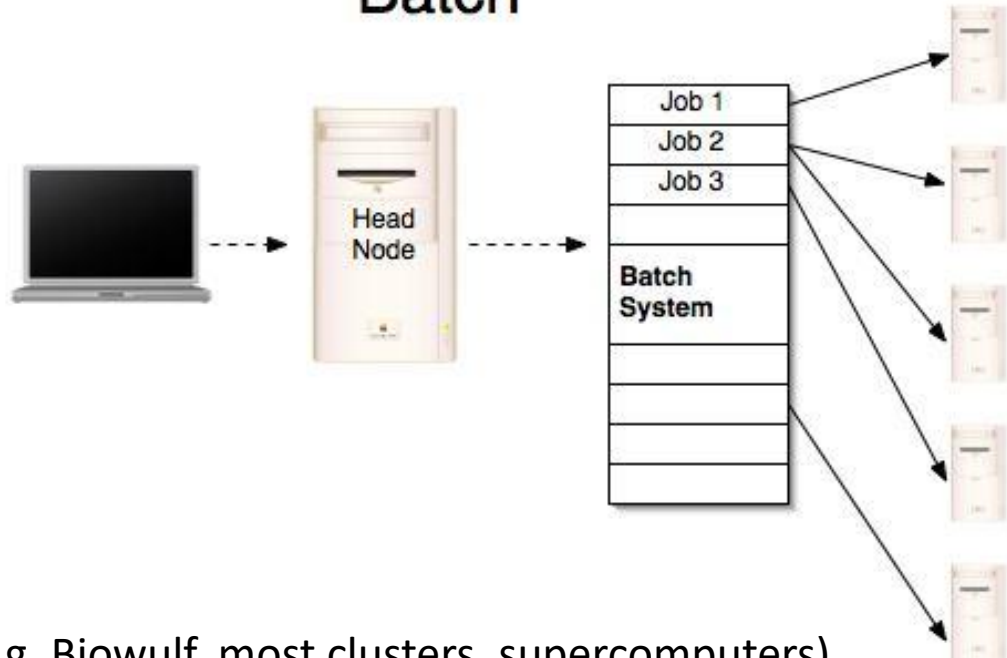 Batch
Job 1
Job 2
Job 3
Head
Node
Batch
System
g. Biowulf, most clusters, supercomputers)